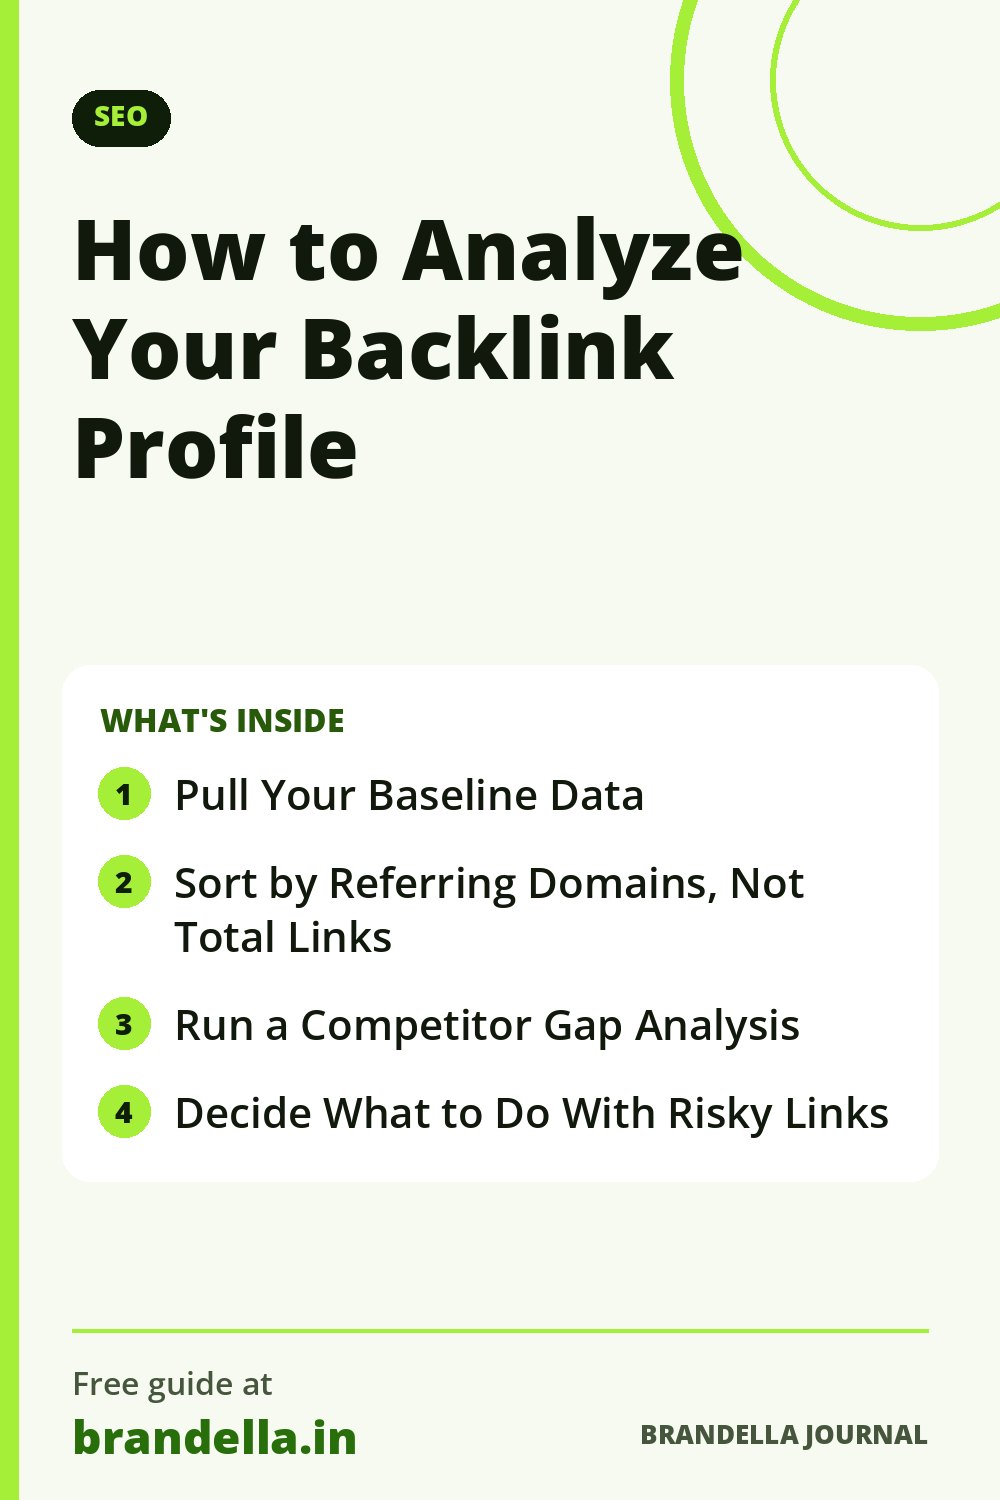 SEO
How to Analyze
Your Backlink
Profile
WHAT'S INSIDE
1 Pull Your Baseline Data
2 Sort by Referring Domains, Not
Total Links
3 Run a Competitor Gap Analysis
4 Decide What to Do With Risky Links
Free guide at
brandella.in
BRANDELLA JOURNAL